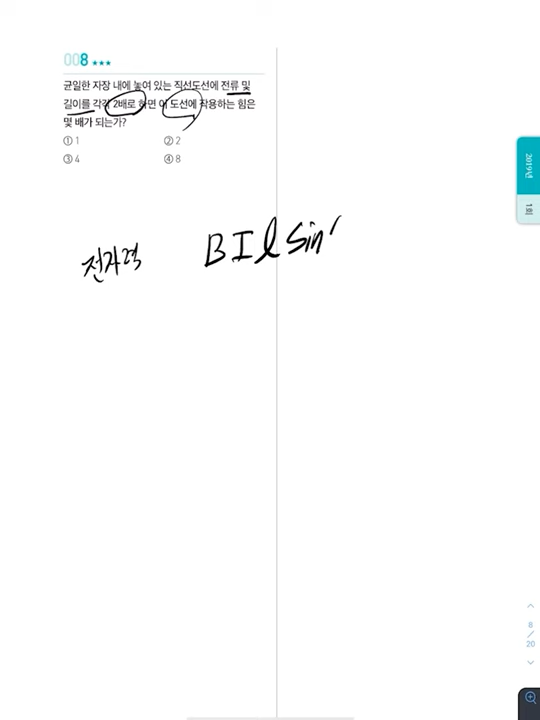 008 ★★★
균일한 자장 내에 놓여 있는 직선도선에 전류 및
길이를 각각 2배로 하면 이 도선에 작용하는 힘은
몇 배가 되는가?
① 1
② 2
③ 4
④ 8
전자력 BIl sin
2019년
1회
8
/
20